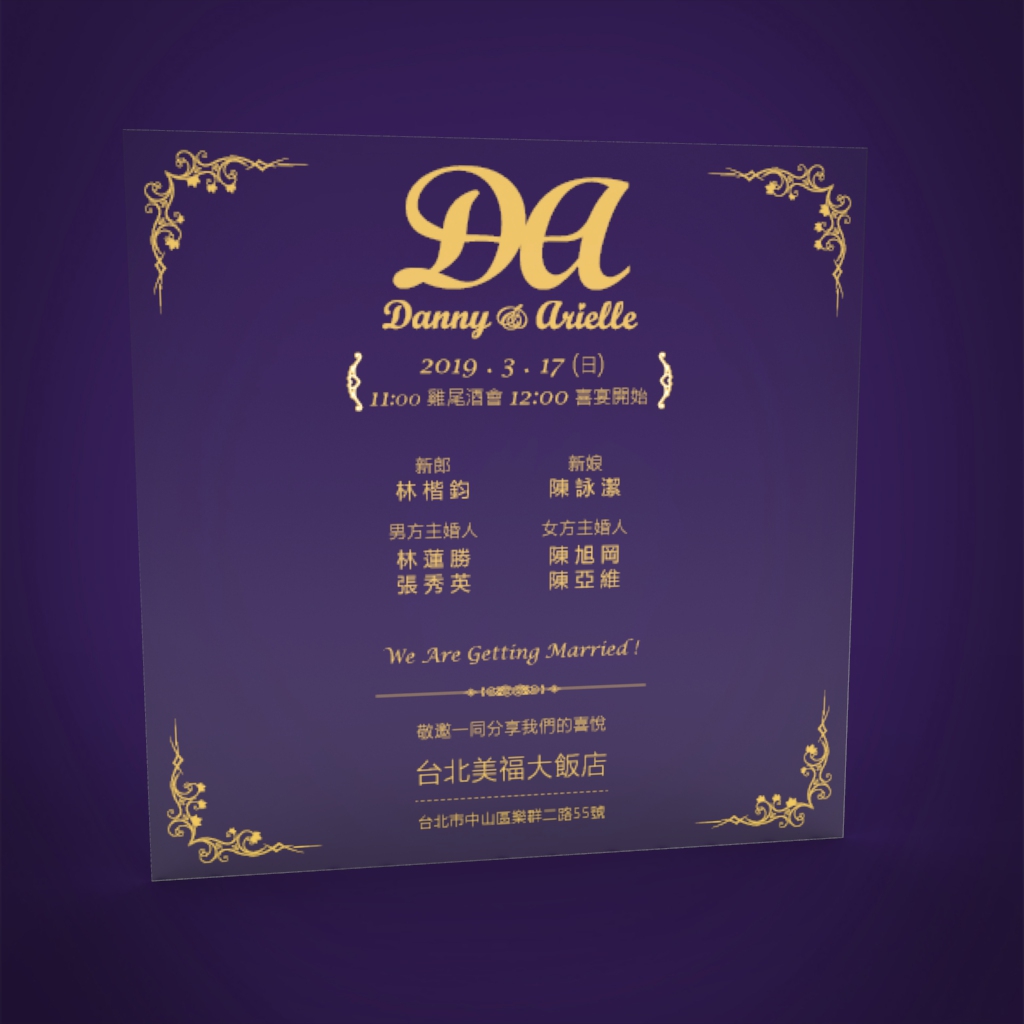 DA
Danny & Arielle
2019 . 3 . 17 (日)
11:00 雞尾酒會 12:00 喜宴開始
新郎 新娘
林楷鈞 陳詠潔
男方主婚人 女方主婚人
林蓮勝 陳旭岡
張秀英 陳亞維
We Are Getting Married !
敬邀一同分享我們的喜悅
台北美福大飯店
台北市中山區樂群二路55號